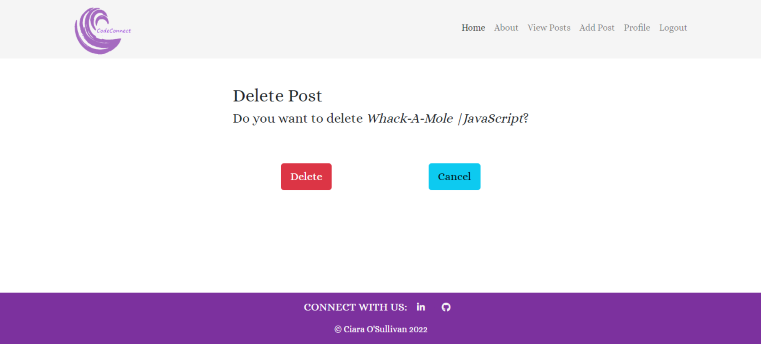 CodeConnect
Home About View Posts Add Post Profile Logout
Delete Post
Do you want to delete Whack-A-Mole | JavaScript?
Delete Cancel
CONNECT WITH US:
© Ciara O'Sullivan 2022